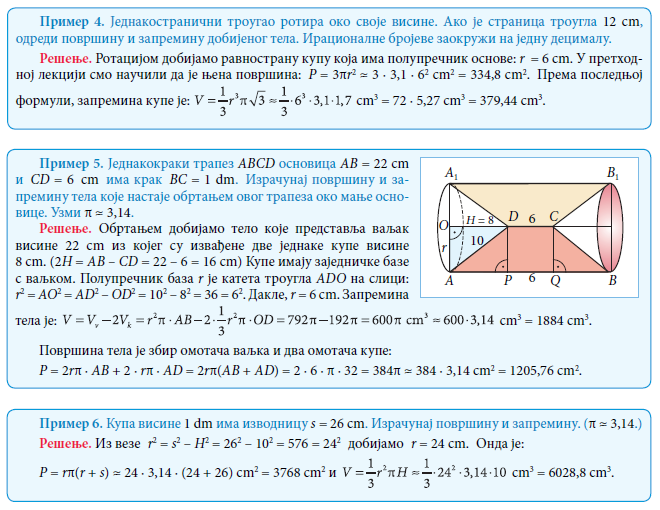 Пример 4. Једнакостранични троугао ротира око своје висине. Ако је страница троугла 12 cm,
одреди површину и запремину добијеног тела. Ирационалне бројеве заокружи на једну децималу.
Решење. Ротацијом добијамо равнострану купу која има полупречник основе: r = 6 cm. У претход-
ној лекцији смо научили да је њена површина: P = 3πr² ≃ 3 · 3,1 · 6² cm² = 334,8 cm². Према последњој
формули, запремина купе је: V = 1/3 r³π√3 ≈ 1/3 · 6³ · 3,1·1,7 cm³ = 72 · 5,27 cm³ = 379,44 cm³.
Пример 5. Једнакокраки трапез ABCD основица AB = 22 cm
и CD = 6 cm има крак BC = 1 dm. Израчунај површину и за-
премину тела које настаје обртањем овог трапеза око мање осно-
вице. Узми π ≃ 3,14.
Решење. Обртањем добијамо тело које представља ваљак
висине 22 cm из којег су извађене две једнаке купе висине
8 cm. (2H = AB – CD = 22 – 6 = 16 cm) Купе имају заједничке базе
с ваљком. Полупречник база r је катета троугла ADO на слици:
r² = AO² = AD² – OD² = 10² – 8² = 36 = 6². Дакле, r = 6 cm. Запремина
тела је: V = Vᵥ – 2Vₖ = r²π · AB – 2 · 1/3 r²π · OD = 792π – 192π = 600π cm³ ≈ 600 · 3,14 cm³ = 1884 cm³.
Површина тела је збир омотача ваљка и два омотача купе:
P = 2rπ · AB + 2 · rπ · AD = 2rπ(AB + AD) = 2 · 6 · π · 32 = 384π ≃ 384 · 3,14 cm² = 1205,76 cm².
A₁ B₁
O H = 8 D 6 C
r 10
A P 6 Q B
Пример 6. Купа висине 1 dm има изводницу s = 26 cm. Израчунај површину и запремину. (π ≃ 3,14.)
Решење. Из везе r² = s² – H² = 26² – 10² = 576 = 24² добијамо r = 24 cm. Онда је:
P = rπ(r + s) ≃ 24 · 3,14 · (24 + 26) cm² = 3768 cm² и V = 1/3 r²πH ≈ 1/3 · 24² · 3,14 · 10 cm³ = 6028,8 cm³.